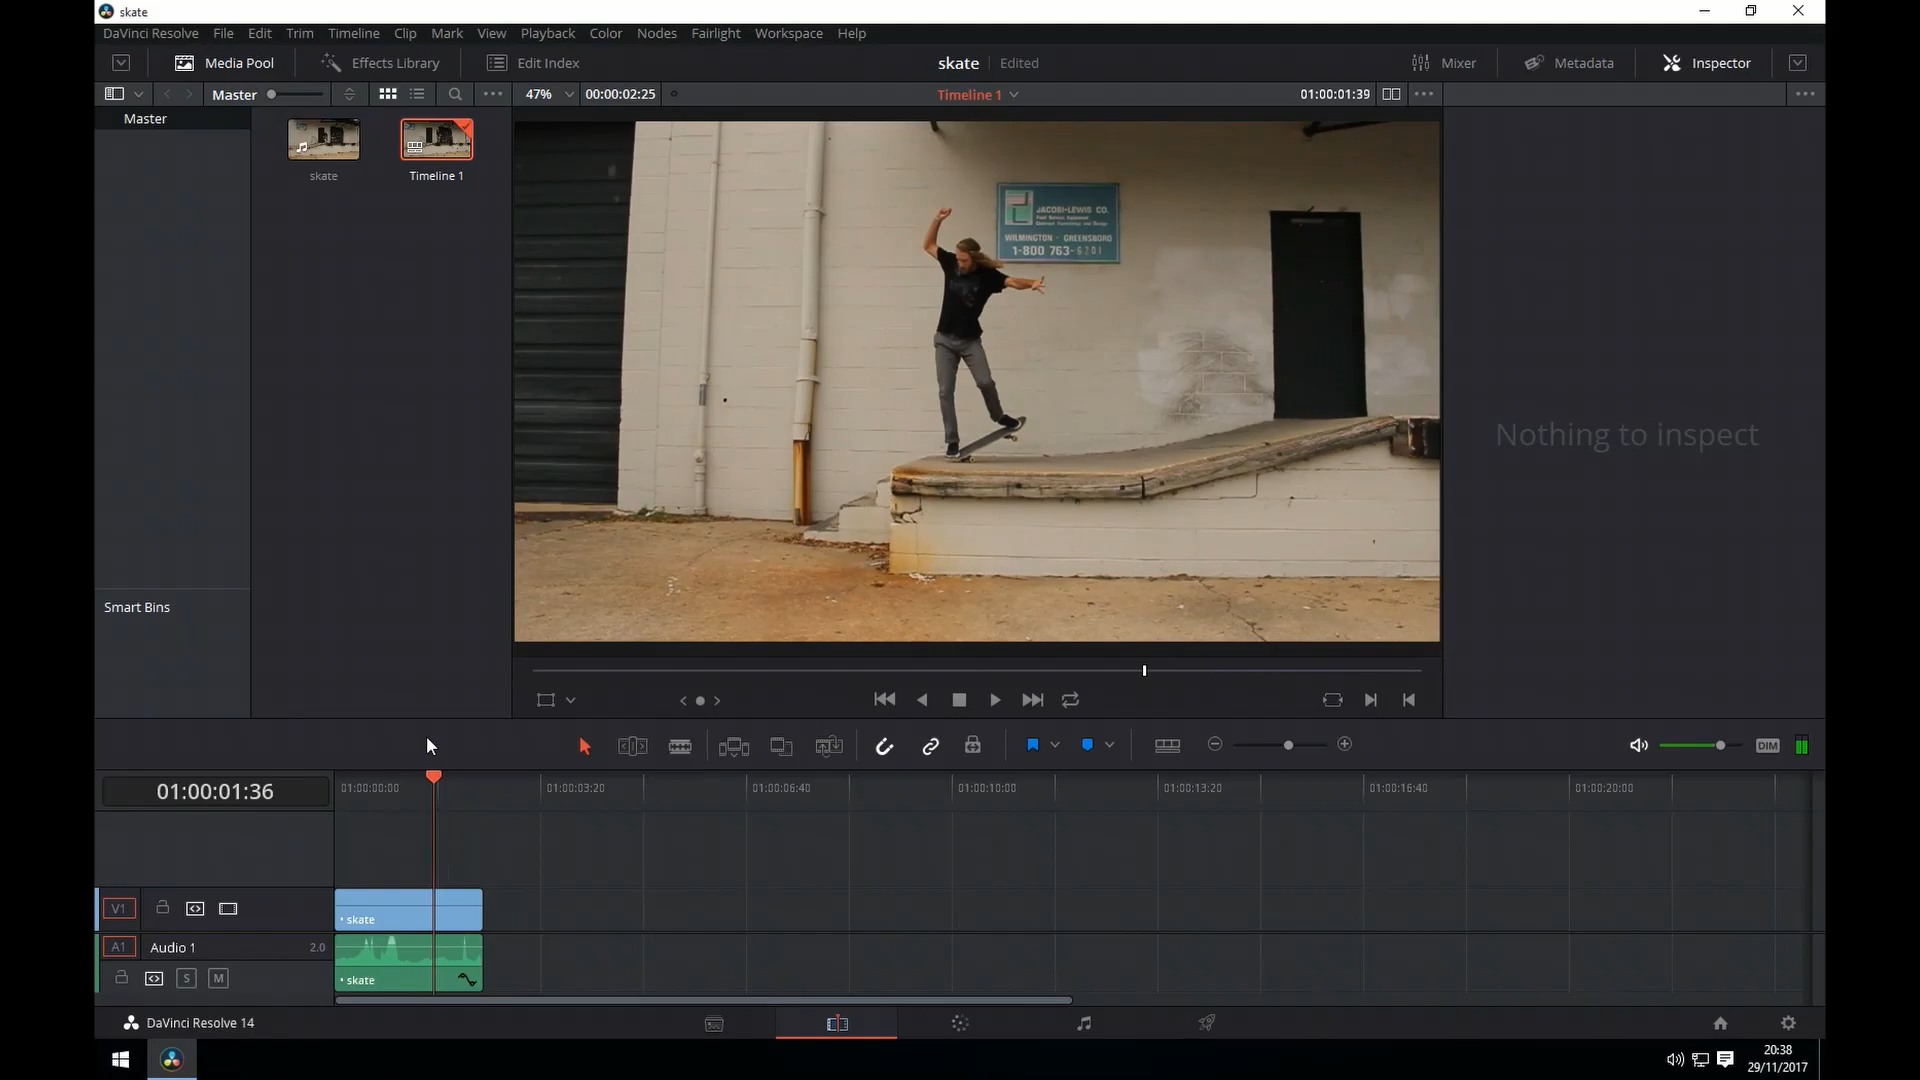 skate
DaVinci Resolve File Edit Trim Timeline Clip Mark View Playback Color Nodes Fairlight Workspace Help
Media Pool Effects Library Edit Index skate Edited Mixer Metadata Inspector
Master 47% 00:00:02:25 Timeline 1 01:00:01:39
Master
skate Timeline 1
JACOBI-LEWIS CO.
Food Service Equipment
WILMINGTON - GREENSBORO
1-800 763-6201
Nothing to inspect
Smart Bins
DIM
01:00:01:36 01:00:00:00 01:00:03:20 01:00:06:40 01:00:10:00 01:00:13:20 01:00:16:40 01:00:20:00
V1 skate
A1 Audio 1 2.0
S M skate
DaVinci Resolve 14
20:38
29/11/2017